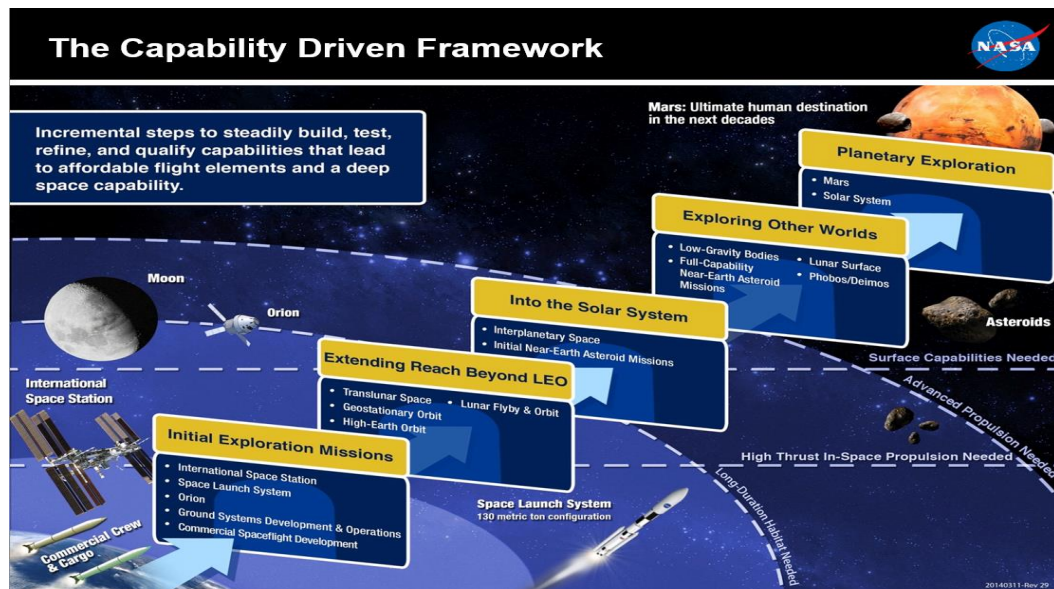 The Capability Driven Framework
NASA
Incremental steps to steadily build, test,
refine, and qualify capabilities that lead
to affordable flight elements and a deep
space capability.
Mars: Ultimate human destination
in the next decades
Planetary Exploration
• Mars
• Solar System
Exploring Other Worlds
• Low-Gravity Bodies
• Full-Capability
Near-Earth Asteroid
Missions
• Lunar Surface
• Phobos/Deimos
Asteroids
Surface Capabilities Needed
Advanced Propulsion Needed
Into the Solar System
• Interplanetary Space
• Initial Near-Earth Asteroid Missions
Moon
Orion
Extending Reach Beyond LEO
• Translunar Space
• Geostationary Orbit
• High-Earth Orbit
• Lunar Flyby & Orbit
High Thrust In-Space Propulsion Needed
International
Space Station
Initial Exploration Missions
• International Space Station
• Space Launch System
• Orion
• Ground Systems Development & Operations
• Commercial Spaceflight Development
Commercial Crew
& Cargo
Space Launch System
130 metric ton configuration
Long-Duration Habitat Needed
20140311-Rev 29